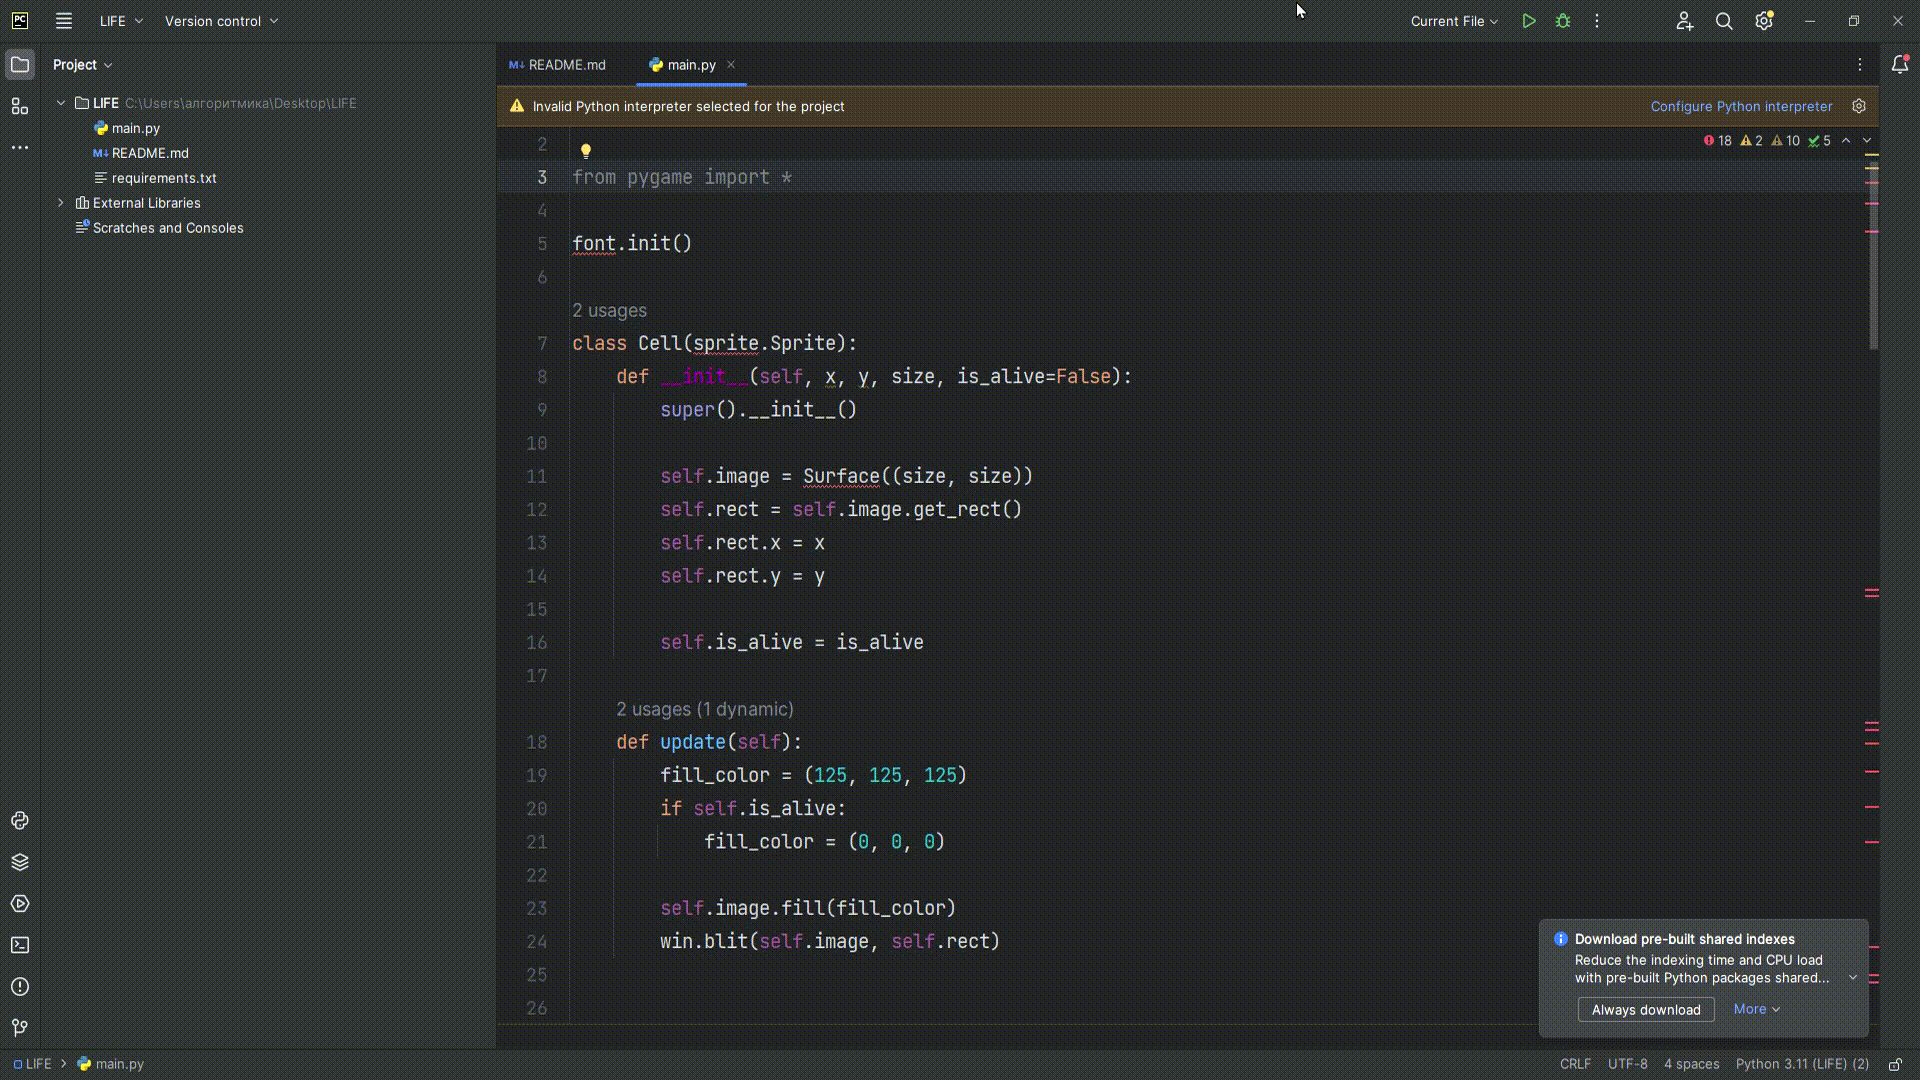 PC
LIFE
Version control
Current File
Project
README.md
main.py
LIFE C:\Users\алгоритмика\Desktop\LIFE
main.py
README.md
requirements.txt
External Libraries
Scratches and Consoles
Invalid Python interpreter selected for the project
Configure Python interpreter
18 2 10 5
2
3 from pygame import *
4
5 font.init()
6
2 usages
7 class Cell(sprite.Sprite):
8 def __init__(self, x, y, size, is_alive=False):
9 super().__init__()
10
11 self.image = Surface((size, size))
12 self.rect = self.image.get_rect()
13 self.rect.x = x
14 self.rect.y = y
15
16 self.is_alive = is_alive
17
2 usages (1 dynamic)
18 def update(self):
19 fill_color = (125, 125, 125)
20 if self.is_alive:
21 fill_color = (0, 0, 0)
22
23 self.image.fill(fill_color)
24 win.blit(self.image, self.rect)
25
26
Download pre-built shared indexes
Reduce the indexing time and CPU load
with pre-built Python packages shared...
Always download
More
LIFE
main.py
CRLF
UTF-8
4 spaces
Python 3.11 (LIFE) (2)